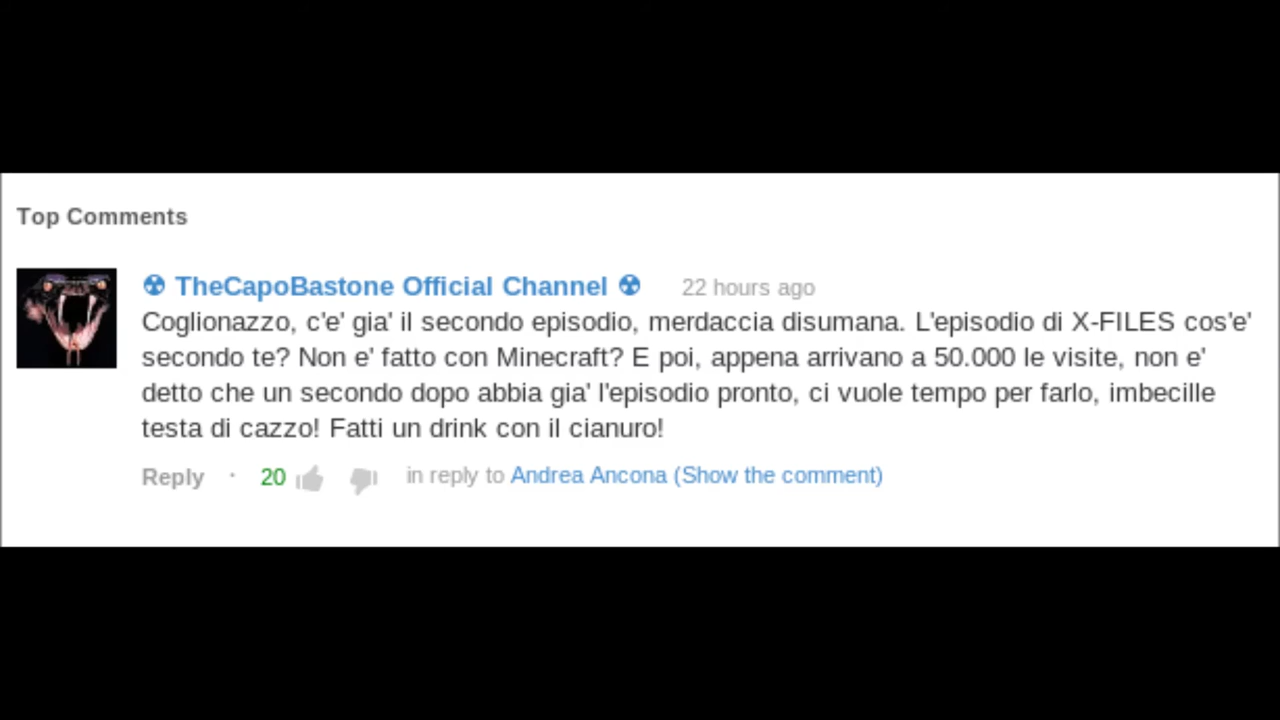 Top Comments
☢ TheCapoBastone Official Channel ☢ 22 hours ago
Coglionazzo, c'e' gia' il secondo episodio, merdaccia disumana. L'episodio di X-FILES cos'e'
secondo te? Non e' fatto con Minecraft? E poi, appena arrivano a 50.000 le visite, non e'
detto che un secondo dopo abbia gia' l'episodio pronto, ci vuole tempo per farlo, imbecille
testa di cazzo! Fatti un drink con il cianuro!
Reply · 20 in reply to Andrea Ancona (Show the comment)